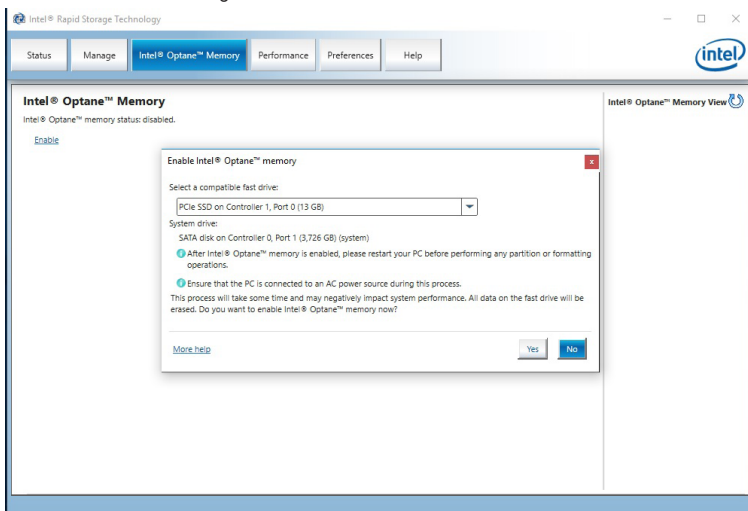 Intel® Rapid Storage Technology
Status
Manage
Intel® Optane™ Memory
Performance
Preferences
Help
intel
Intel® Optane™ Memory
Intel® Optane™ memory status: disabled.
Enable
Intel® Optane™ Memory View
Enable Intel® Optane™ memory
x
Select a compatible fast drive:
PCIe SSD on Controller 1, Port 0 (13 GB)
System drive:
SATA disk on Controller 0, Port 1 (3,726 GB) (system)
After Intel® Optane™ memory is enabled, please restart your PC before performing any partition or formatting
operations.
Ensure that the PC is connected to an AC power source during this process.
This process will take some time and may negatively impact system performance. All data on the fast drive will be
erased. Do you want to enable Intel® Optane™ memory now?
More help
Yes
No